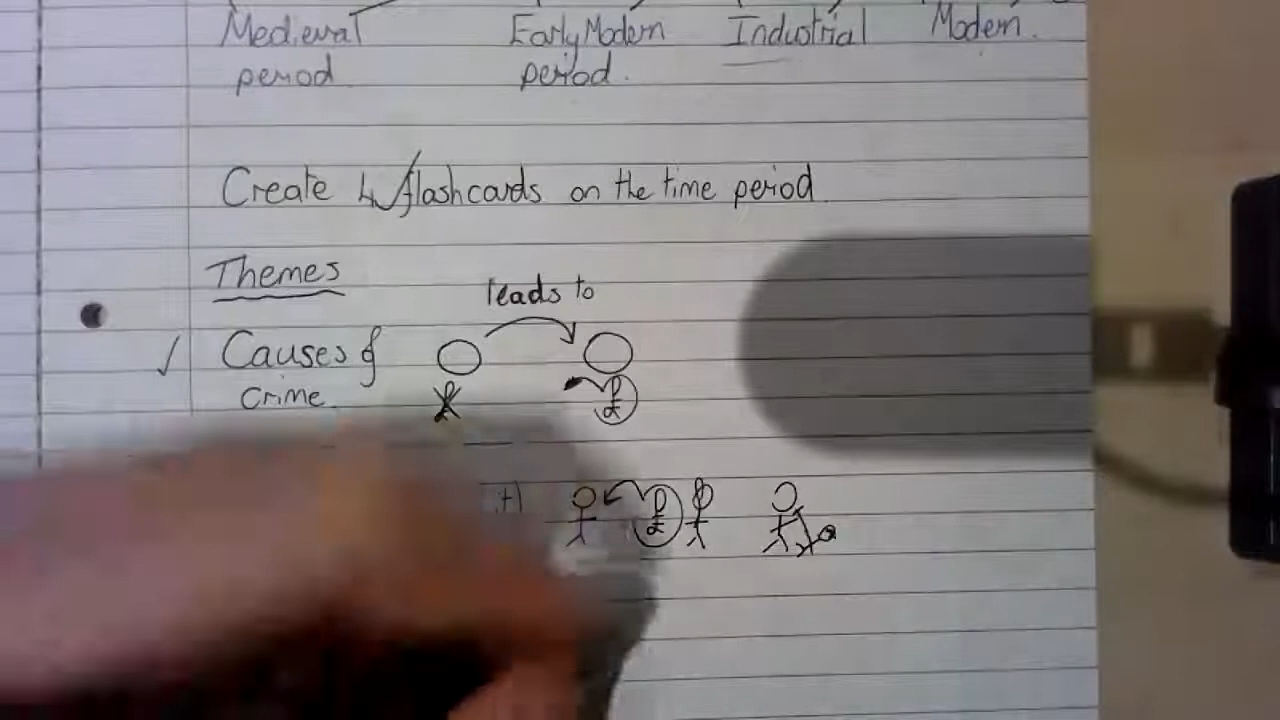 Medieval Early Modern Industrial Modern.
period period.
Create 4 flashcards on the time period
Themes
leads to
Causes of
Crime